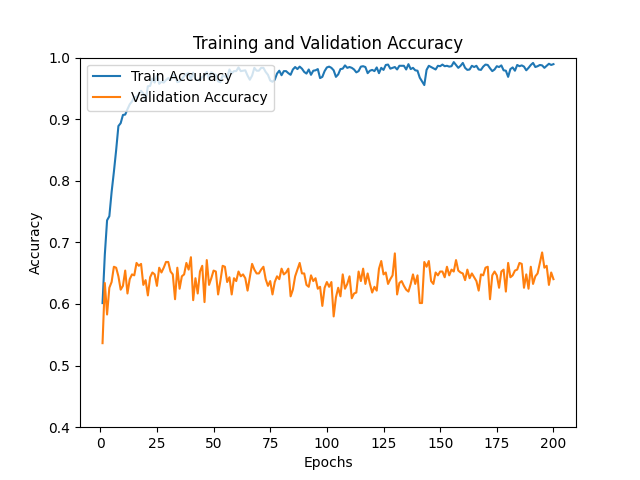 Training and Validation Accuracy
Train Accuracy
Validation Accuracy
1.0
0.9
0.8
0.7
0.6
0.5
0.4
Accuracy
0 25 50 75 100 125 150 175 200
Epochs